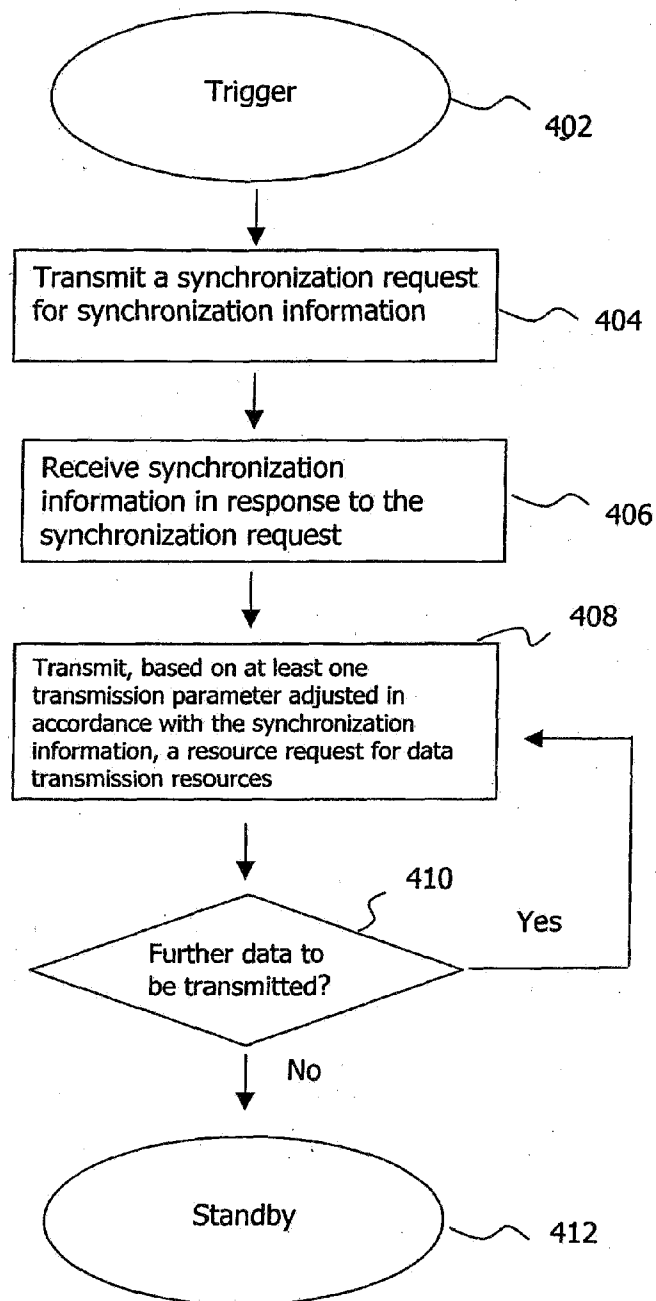 Trigger
402
Transmit a synchronization request
for synchronization information
404
Receive synchronization
information in response to the
synchronization request
406
408
Transmit, based on at least one
transmission parameter adjusted in
accordance with the synchronization
information, a resource request for data
transmission resources
410
Yes
Further data to
be transmitted?
No
Standby
412